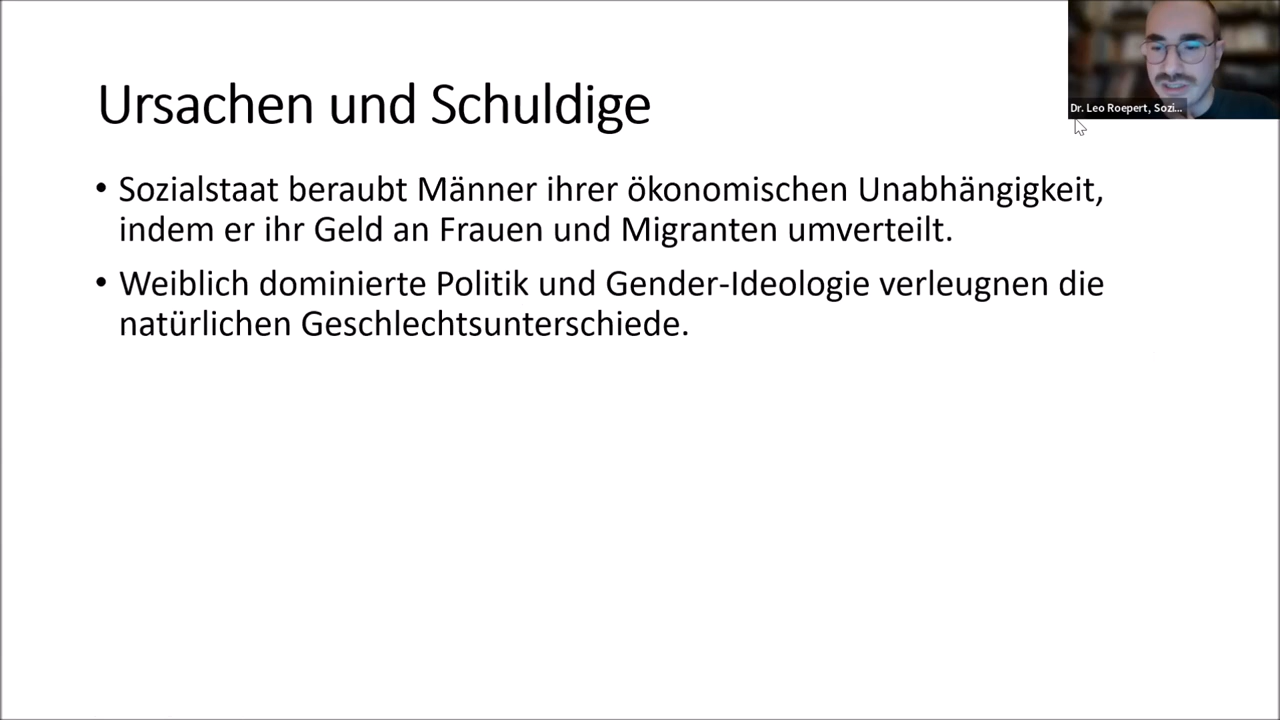 Ursachen und Schuldige
• Sozialstaat beraubt Männer ihrer ökonomischen Unabhängigkeit,
indem er ihr Geld an Frauen und Migranten umverteilt.
• Weiblich dominierte Politik und Gender-Ideologie verleugnen die
natürlichen Geschlechtsunterschiede.
Dr. Leo Roepert, Sozi...